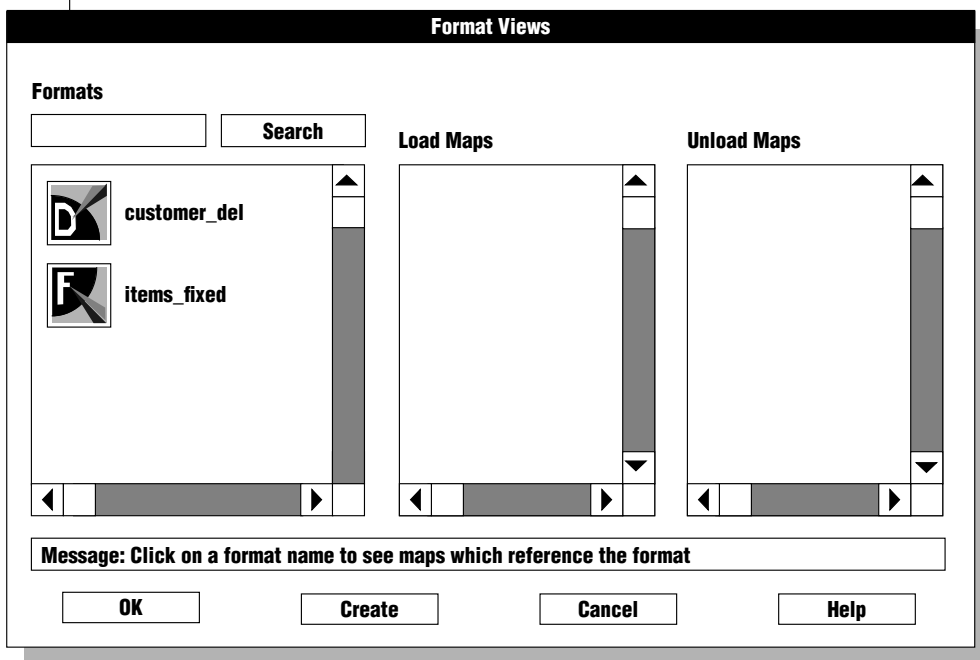 Format Views
Formats
Search
Load Maps
Unload Maps
D
customer_del
F
items_fixed
Message: Click on a format name to see maps which reference the format
OK
Create
Cancel
Help